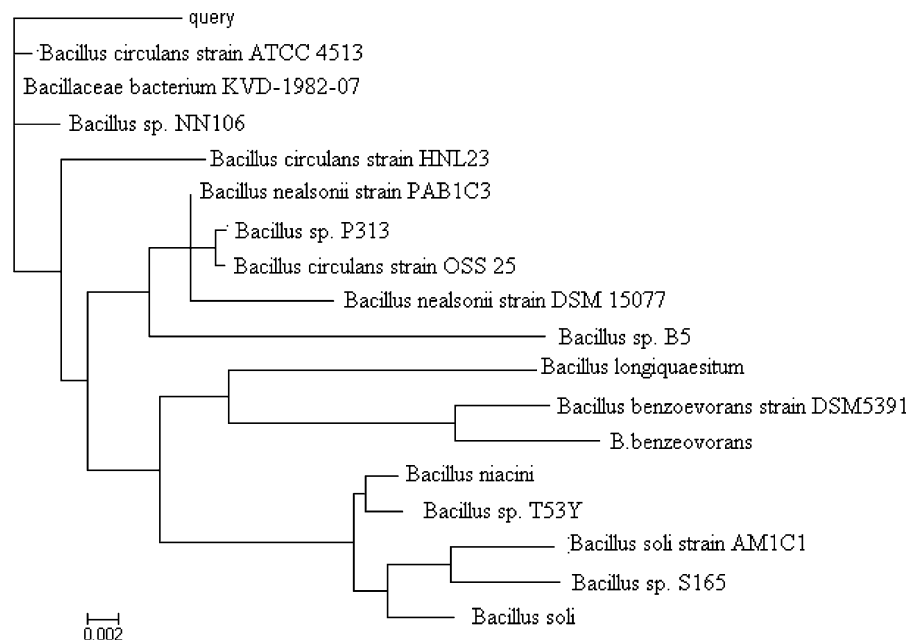 query
Bacillus circulans strain ATCC 4513
Bacillaceae bacterium KVD-1982-07
Bacillus sp. NN106
Bacillus circulans strain HNL23
Bacillus nealsonii strain PAB1C3
Bacillus sp. P313
Bacillus circulans strain OSS 25
Bacillus nealsonii strain DSM 15077
Bacillus sp. B5
Bacillus longiquaesitum
Bacillus benzoevorans strain DSM5391
B.benzeovorans
Bacillus niacini
Bacillus sp. T53Y
Bacillus soli strain AM1C1
Bacillus sp. S165
Bacillus soli
0.002